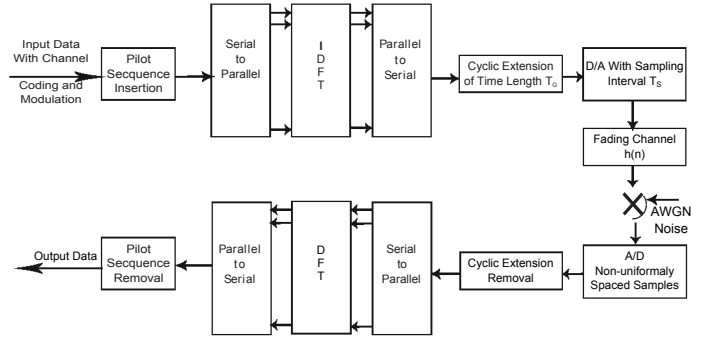 Input Data
With Channel
Coding and
Modulation
Pilot
Secquence
Insertion
Serial
to
Parallel
I
D
F
T
Parallel
to
Serial
Cyclic Extension
of Time Length TG
D/A With Sampling
Interval TS
Fading Channel
h(n)
AWGN
Noise
A/D
Non-uniformaly
Spaced Samples
Cyclic Extension
Removal
Serial
to
Parallel
D
F
T
Parallel
to
Serial
Pilot
Secquence
Removal
Output Data